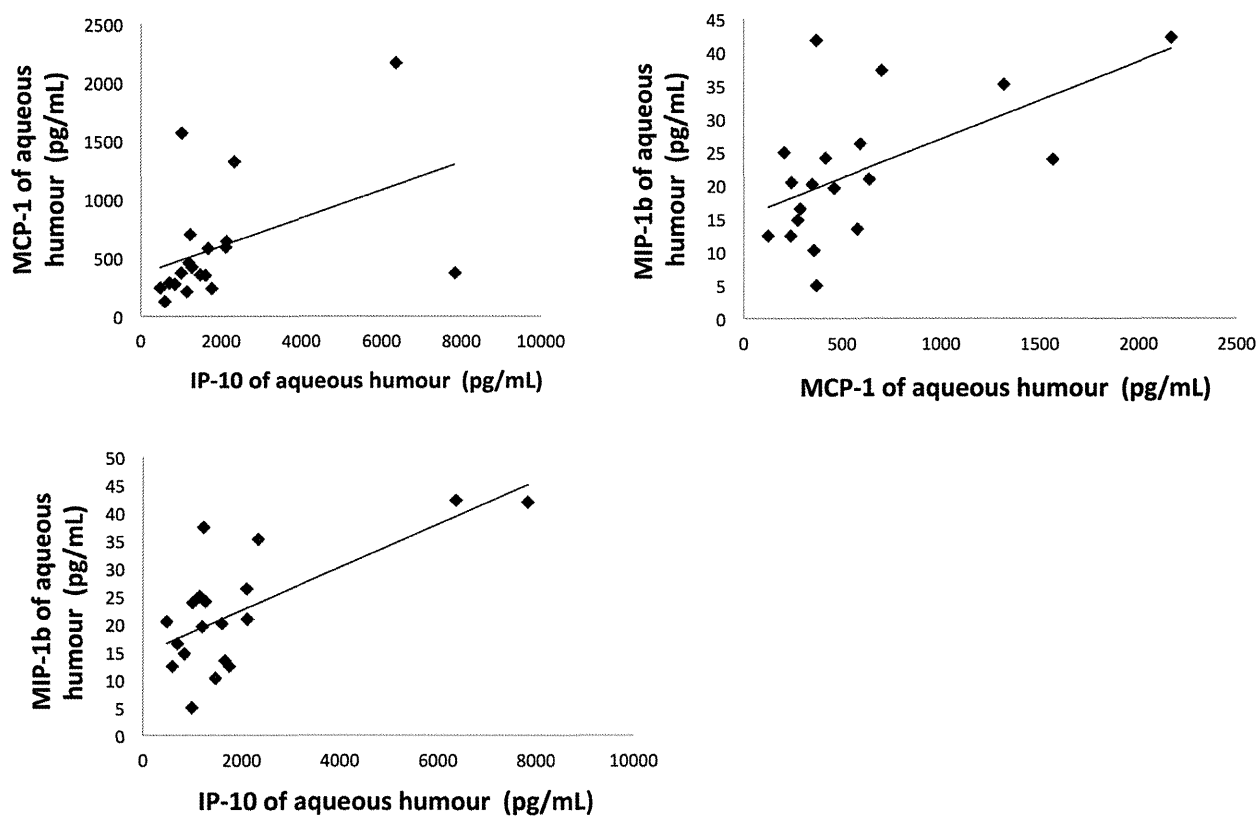 2500
2000
1500
1000
500
0
MCP-1 of aqueous
humour (pg/mL)
0 2000 4000 6000 8000 10000
IP-10 of aqueous humour (pg/mL)
45
40
35
30
25
20
15
10
5
0
MIP-1b of aqueous
humour (pg/mL)
0 500 1000 1500 2000 2500
MCP-1 of aqueous humour (pg/mL)
50
45
40
35
30
25
20
15
10
5
0
MIP-1b of aqueous
humour (pg/mL)
0 2000 4000 6000 8000 10000
IP-10 of aqueous humour (pg/mL)